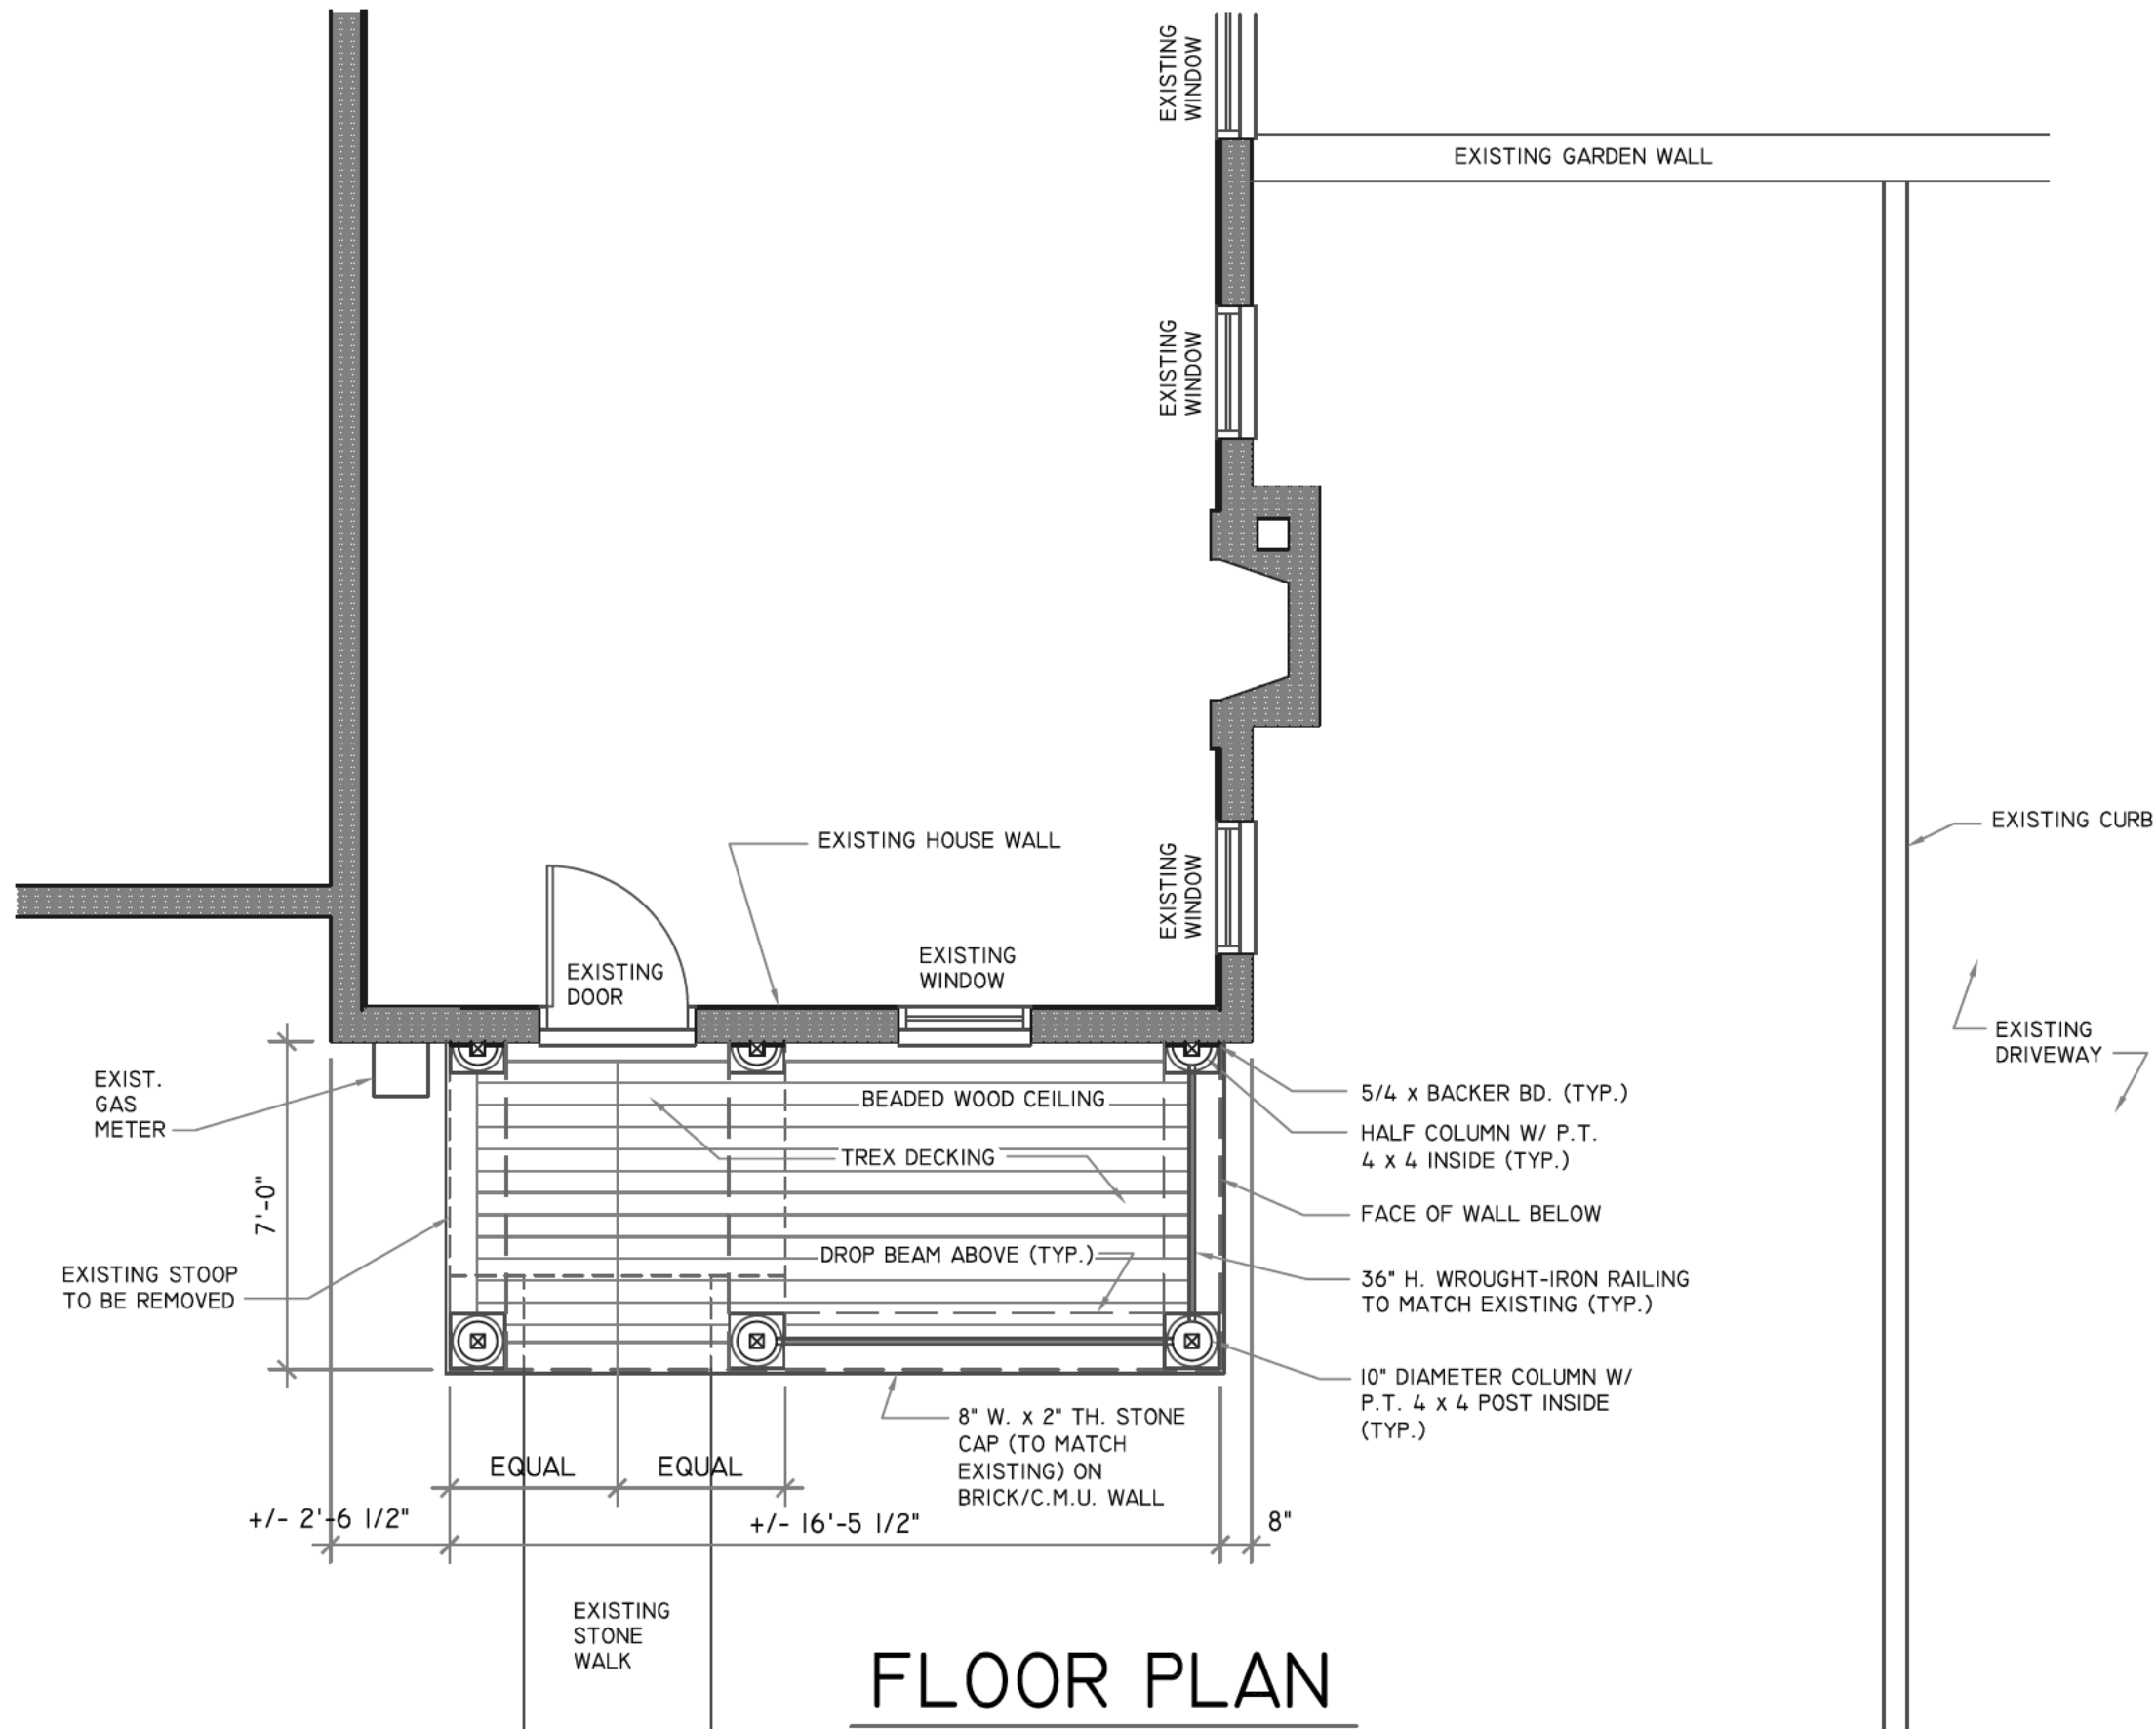 EXISTING
WINDOW
EXISTING GARDEN WALL
EXISTING
WINDOW
EXISTING CURB
EXISTING HOUSE WALL
EXISTING
WINDOW
EXISTING
WINDOW
EXISTING
DOOR
EXISTING
DRIVEWAY
EXIST.
GAS
METER
BEADED WOOD CEILING
5/4 x BACKER BD. (TYP.)
HALF COLUMN W/ P.T.
4 x 4 INSIDE (TYP.)
TREX DECKING
7'-0"
FACE OF WALL BELOW
DROP BEAM ABOVE (TYP.)
EXISTING STOOP
TO BE REMOVED
36" H. WROUGHT-IRON RAILING
TO MATCH EXISTING (TYP.)
10" DIAMETER COLUMN W/
P.T. 4 x 4 POST INSIDE
(TYP.)
8" W. x 2" TH. STONE
CAP (TO MATCH
EXISTING) ON
BRICK/C.M.U. WALL
EQUAL
EQUAL
+/- 2'-6 1/2"
+/- 16'-5 1/2"
8"
EXISTING
STONE
WALK
FLOOR PLAN